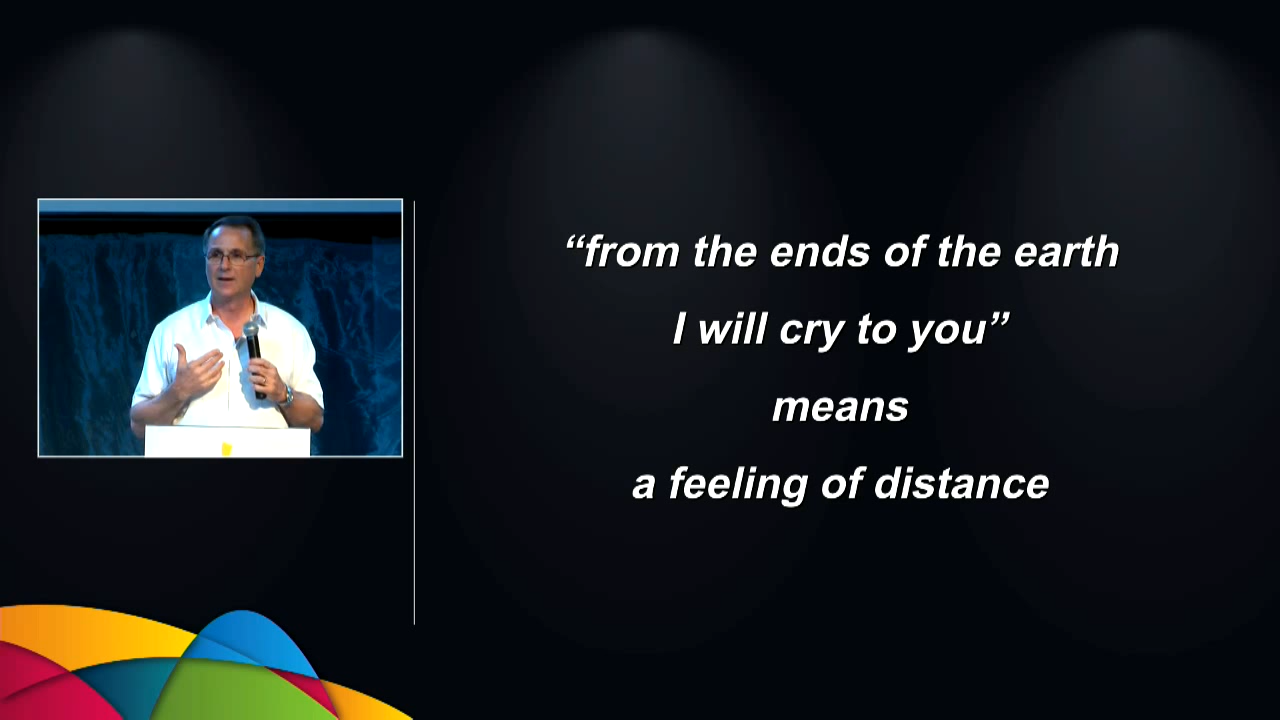 “from the ends of the earth
I will cry to you”
means
a feeling of distance